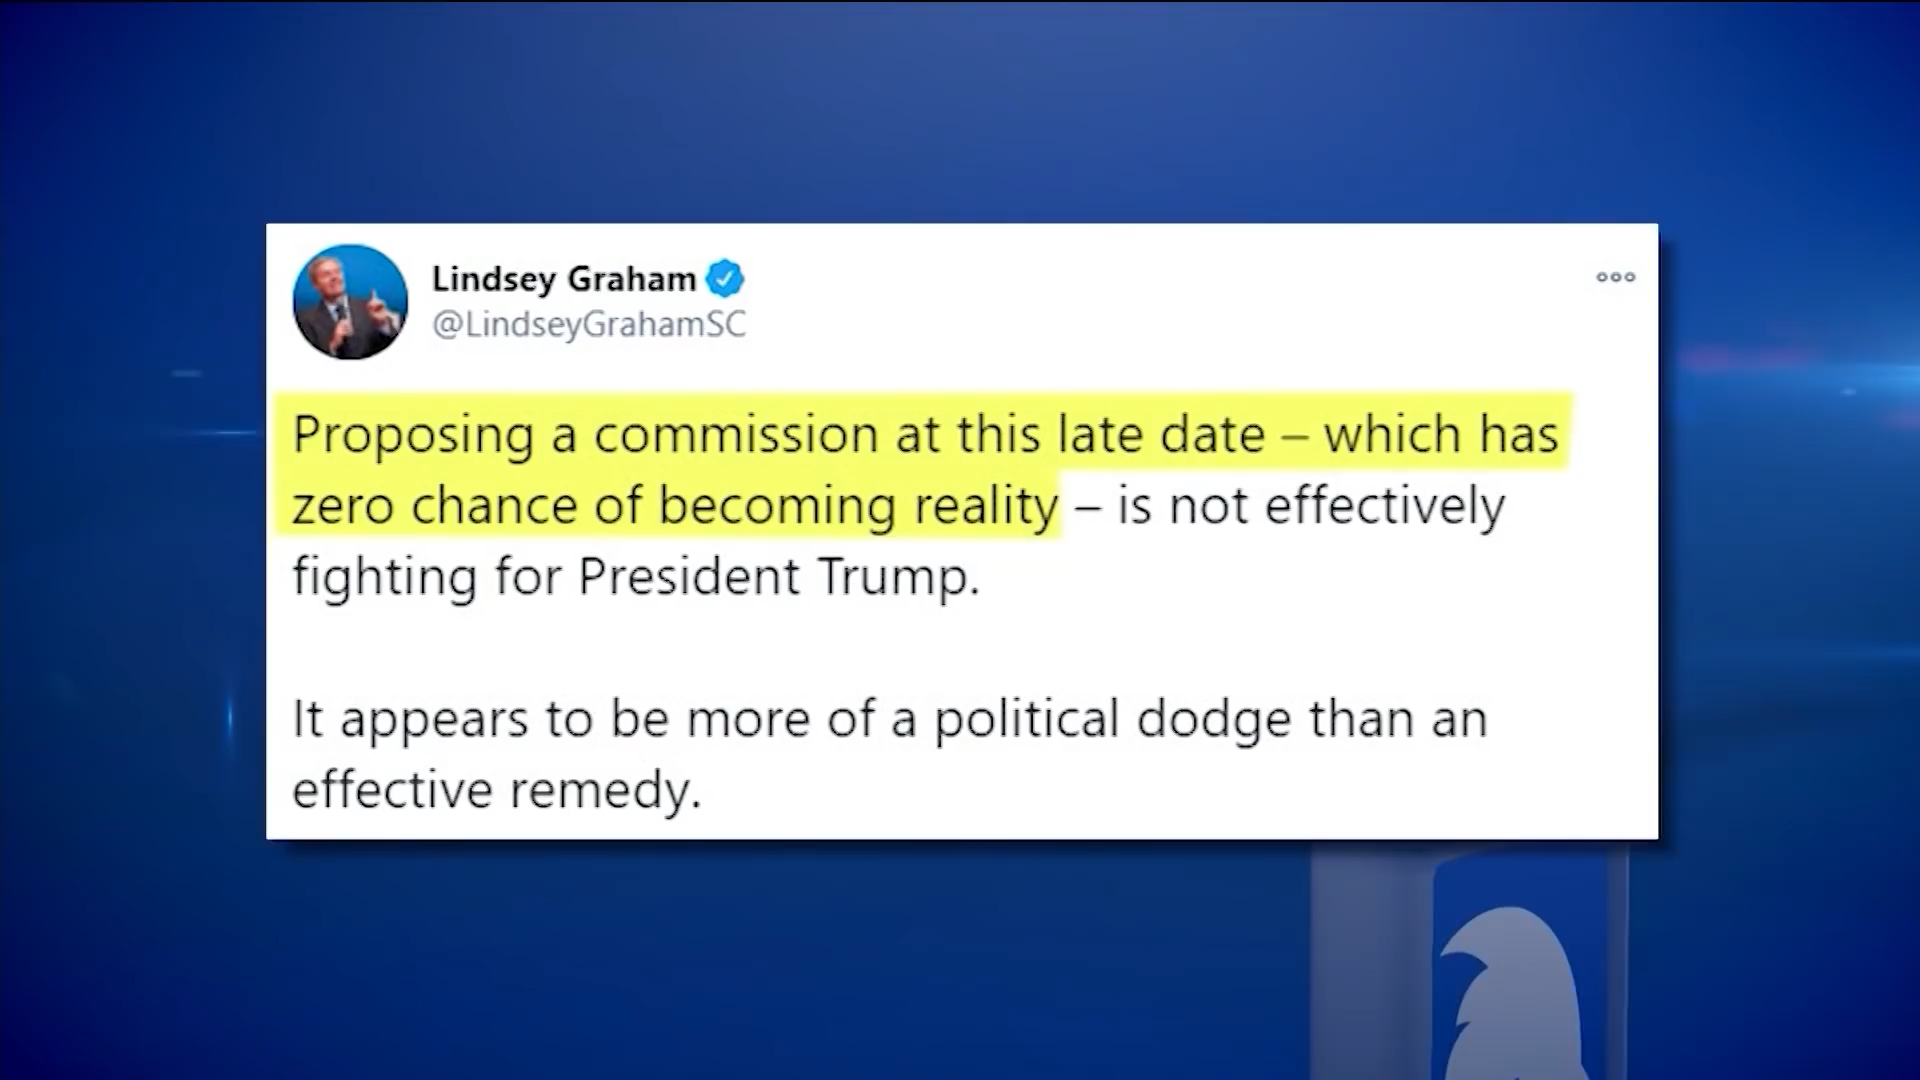 Lindsey Graham
@LindseyGrahamSC
Proposing a commission at this late date – which has
zero chance of becoming reality – is not effectively
fighting for President Trump.
It appears to be more of a political dodge than an
effective remedy.